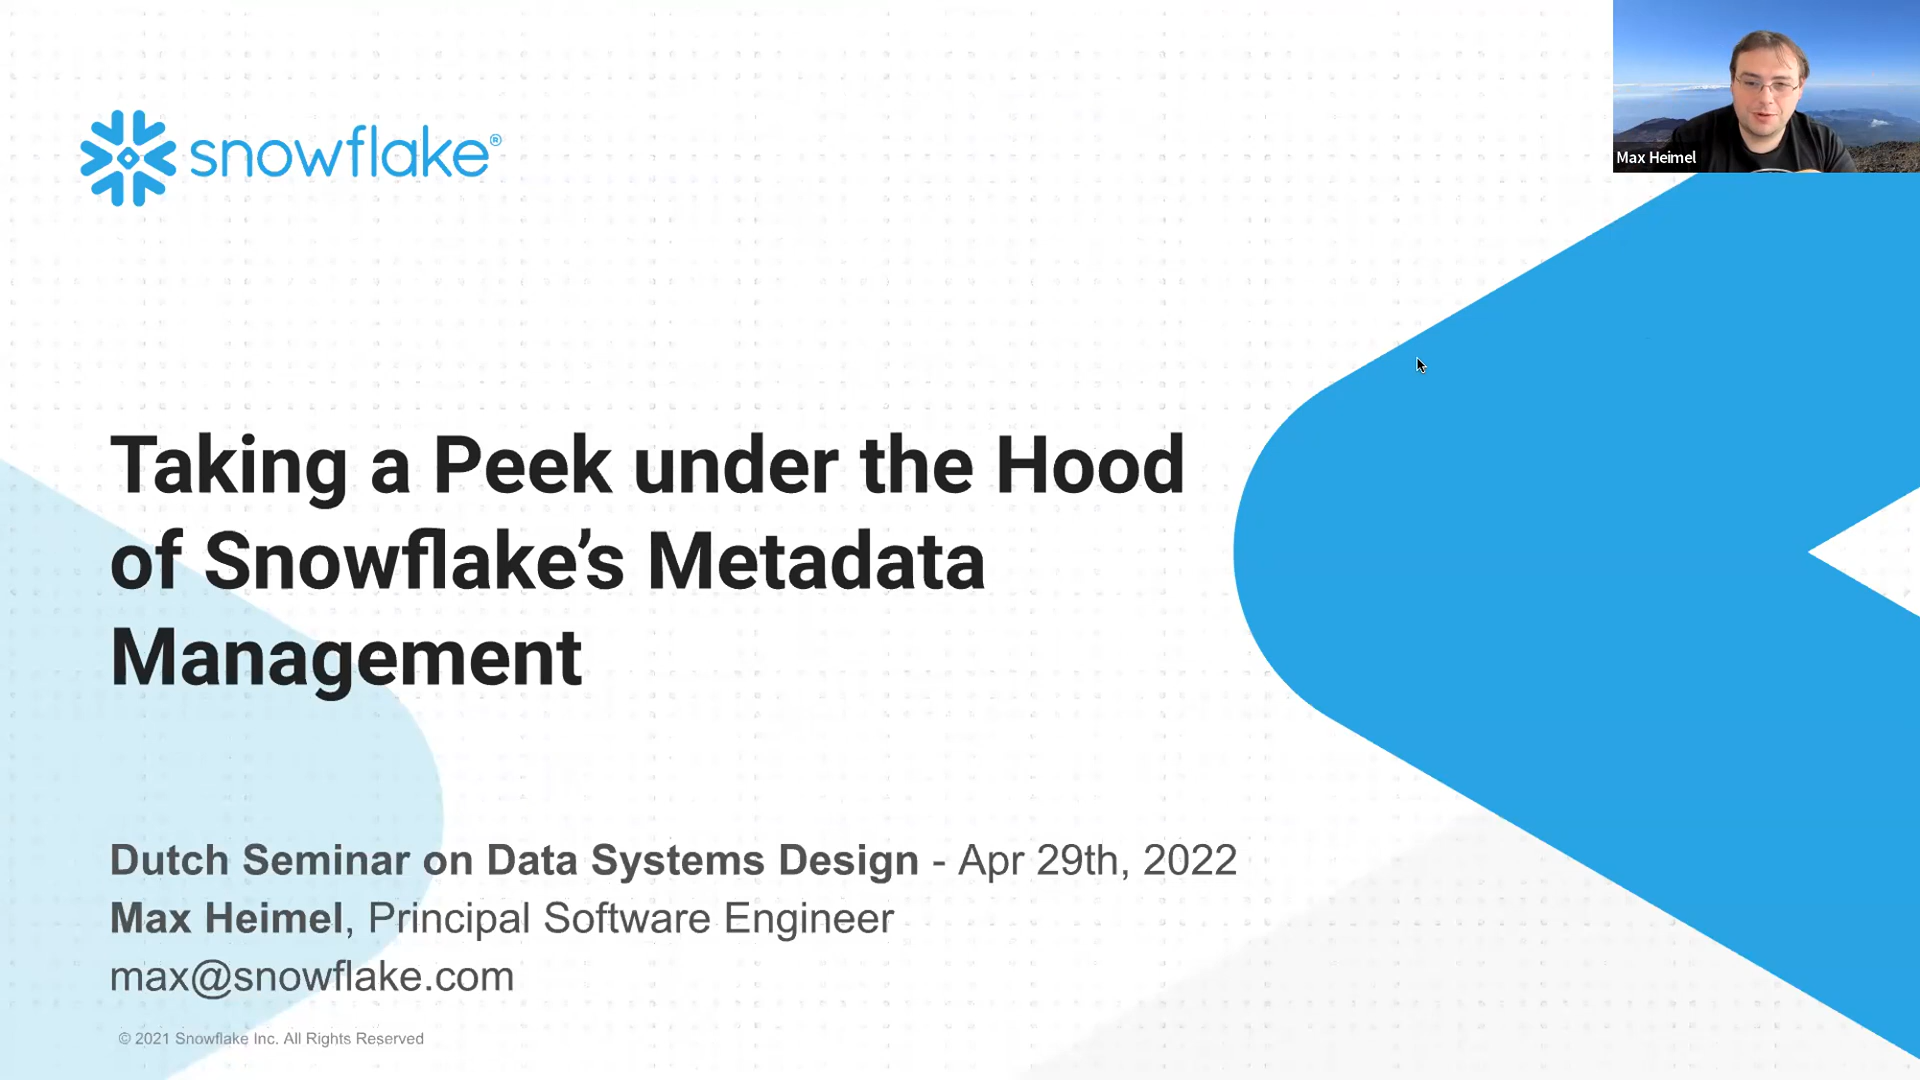 snowflake®
Max Heimel
Taking a Peek under the Hood
of Snowflake’s Metadata
Management
Dutch Seminar on Data Systems Design - Apr 29th, 2022
Max Heimel, Principal Software Engineer
max@snowflake.com
© 2021 Snowflake Inc. All Rights Reserved